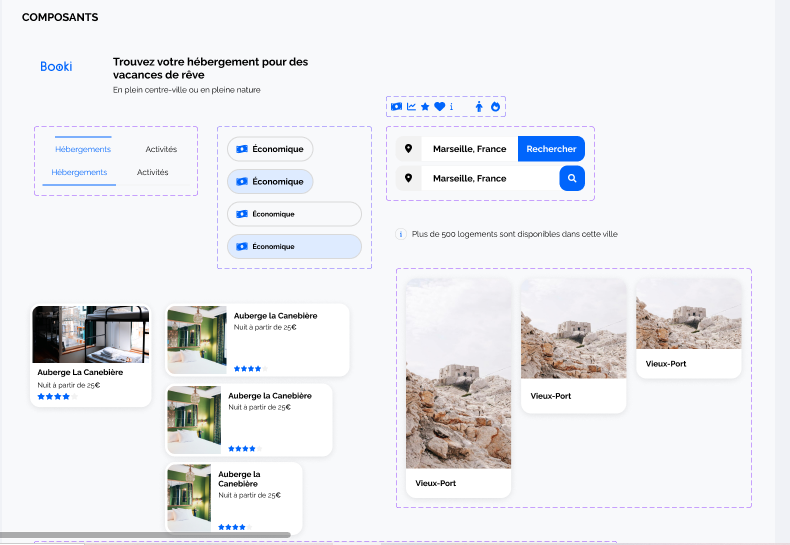 COMPOSANTS
Booki
Trouvez votre hébergement pour des
vacances de rêve
En plein centre-ville ou en pleine nature
Hébergements
Activités
Hébergements
Activités
Économique
Économique
Économique
Économique
Marseille, France
Rechercher
Marseille, France
Plus de 500 logements sont disponibles dans cette ville
Auberge La Canebière
Nuit à partir de 25€
Auberge la Canebière
Nuit à partir de 25€
Auberge la Canebière
Nuit à partir de 25€
Auberge la
Canebière
Nuit à partir de 25€
Vieux-Port
Vieux-Port
Vieux-Port